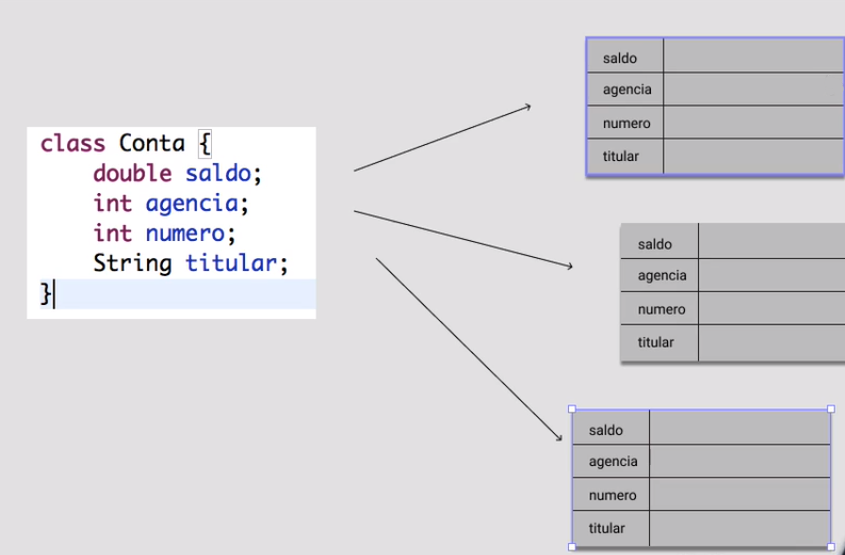 class Conta {
double saldo;
int agencia;
int numero;
String titular;
}
saldo
agencia
numero
titular
saldo
agencia
numero
titular
saldo
agencia
numero
titular